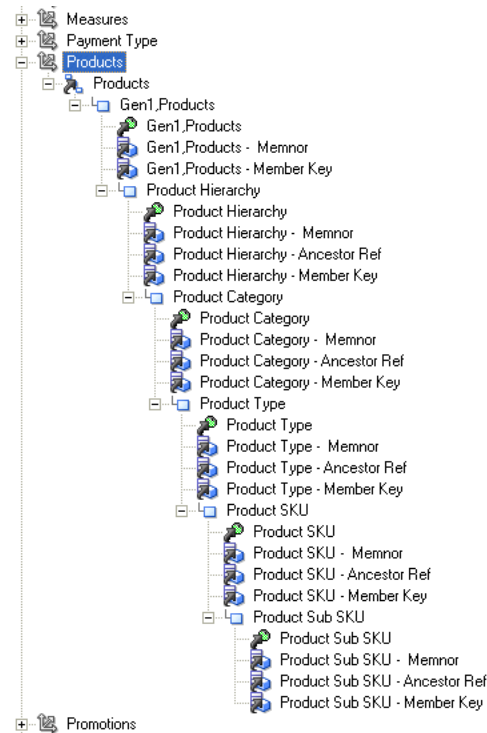 Measures
Payment Type
Products
Products
Gen1,Products
Gen1,Products
Gen1,Products -  Memnor
Gen1,Products - Member Key
Product Hierarchy
Product Hierarchy
Product Hierarchy -  Memnor
Product Hierarchy - Ancestor Ref
Product Hierarchy - Member Key
Product Category
Product Category
Product Category -  Memnor
Product Category - Ancestor Ref
Product Category - Member Key
Product Type
Product Type
Product Type -  Memnor
Product Type - Ancestor Ref
Product Type - Member Key
Product SKU
Product SKU
Product SKU -  Memnor
Product SKU - Ancestor Ref
Product SKU - Member Key
Product Sub SKU
Product Sub SKU
Product Sub SKU -  Memnor
Product Sub SKU - Ancestor Ref
Product Sub SKU - Member Key
Promotions